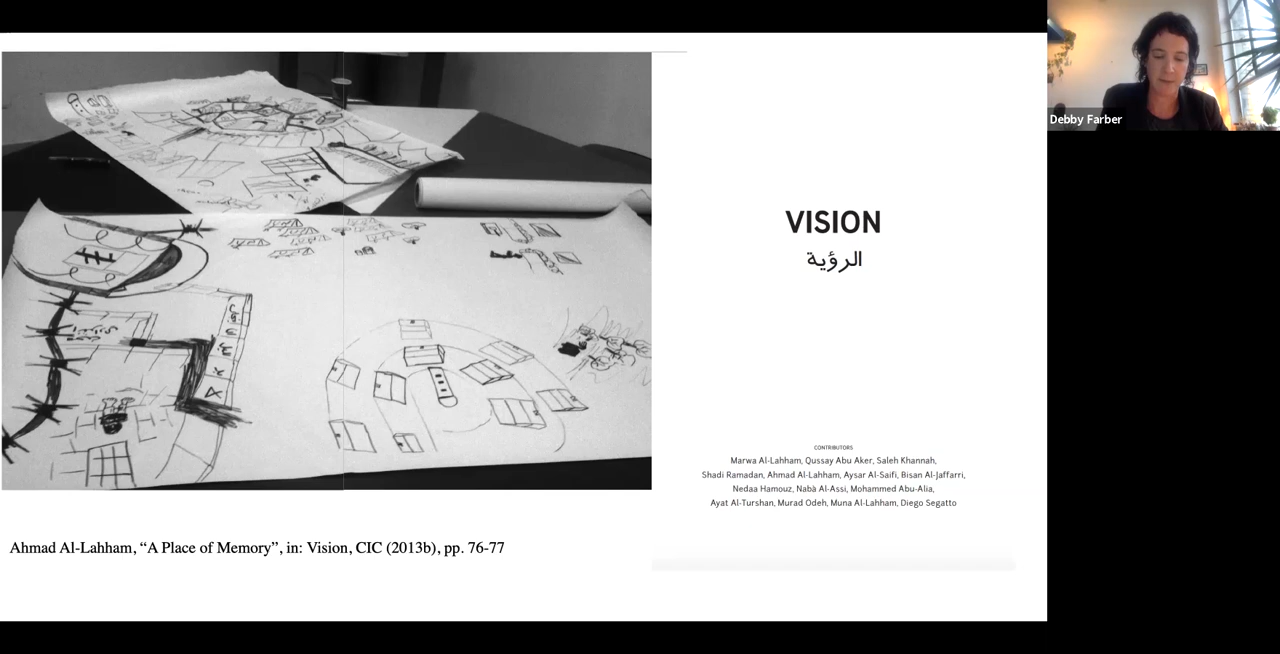 Debby Farber
VISION
الرؤية
CONTRIBUTORS
Marwa Al-Lahham, Qussay Abu Aker, Saleh Khannah,
Shadi Ramadan, Ahmad Al-Lahham, Aysar Al-Saifi, Bisan Al-Jaffarri,
Nedaa Hamouz, Nabà Al-Assi, Mohammed Abu-Alia,
Ayat Al-Turshan, Murad Odeh, Muna Al-Lahham, Diego Segatto
Ahmad Al-Lahham, “A Place of Memory”, in: Vision, CIC (2013b), pp. 76-77